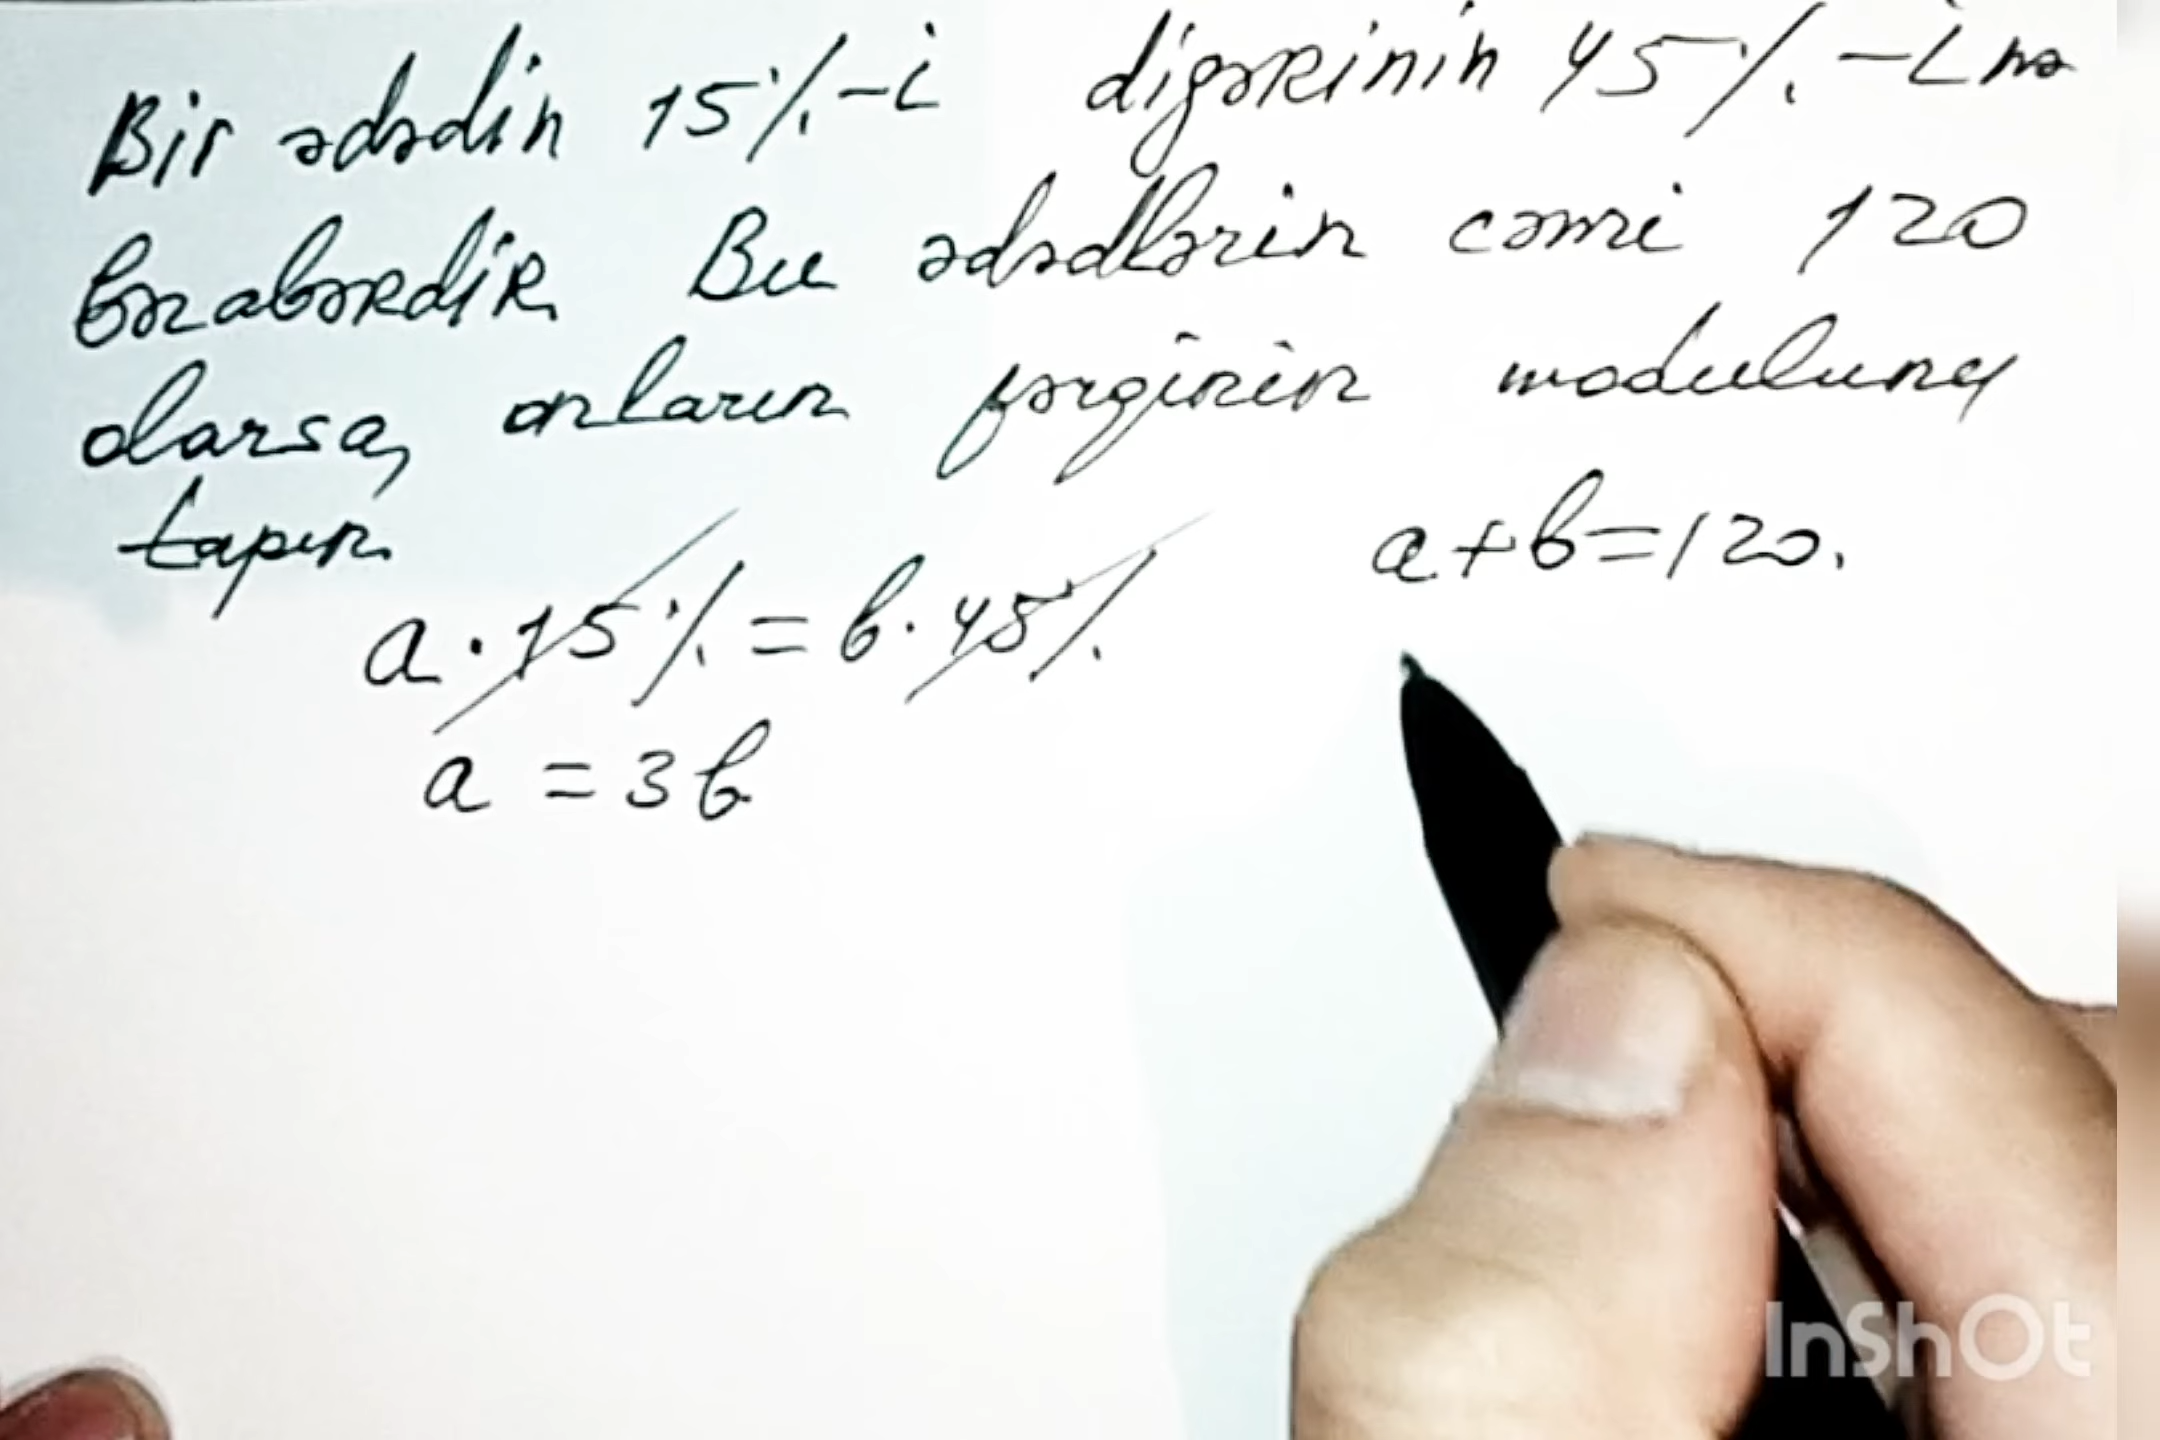 Bir ədədin 15%-i digərinin 45%-inə
bərabərdir Bu ədədlərin cəmi 120
olarsa, onların fərqinin modulunu
tapın
a+b=120.
a·15%=b·45%
a=3b
InShOt